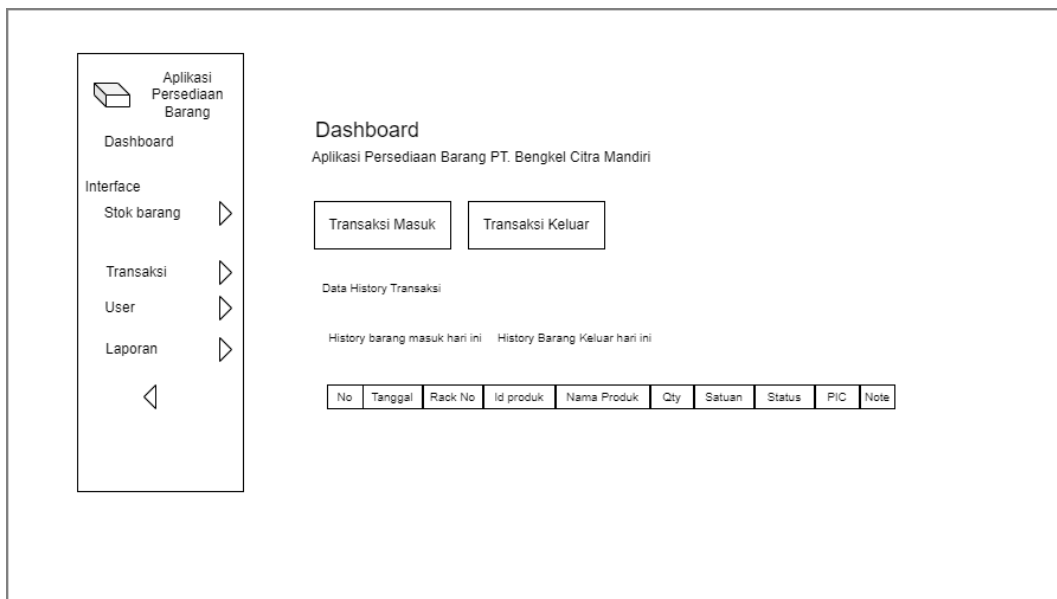 Aplikasi
Persediaan
Barang
Dashboard
Interface
Stok barang
Transaksi
User
Laporan
Dashboard
Aplikasi Persediaan Barang PT. Bengkel Citra Mandiri
Transaksi Masuk
Transaksi Keluar
Data History Transaksi
History barang masuk hari ini
History Barang Keluar hari ini
No Tanggal Rack No Id produk Nama Produk Qty Satuan Status PIC Note